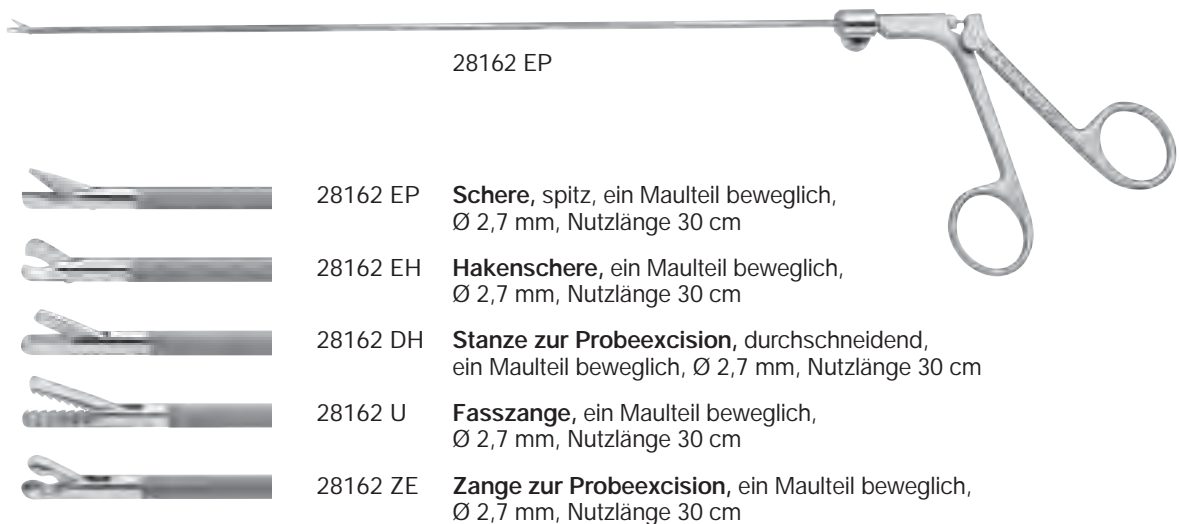 28162 EP
28162 EP Schere, spitz, ein Maulteil beweglich,
Ø 2,7 mm, Nutzlänge 30 cm
28162 EH Hakenschere, ein Maulteil beweglich,
Ø 2,7 mm, Nutzlänge 30 cm
28162 DH Stanze zur Probeexcision, durchschneidend,
ein Maulteil beweglich, Ø 2,7 mm, Nutzlänge 30 cm
28162 U Fasszange, ein Maulteil beweglich,
Ø 2,7 mm, Nutzlänge 30 cm
28162 ZE Zange zur Probeexcision, ein Maulteil beweglich,
Ø 2,7 mm, Nutzlänge 30 cm